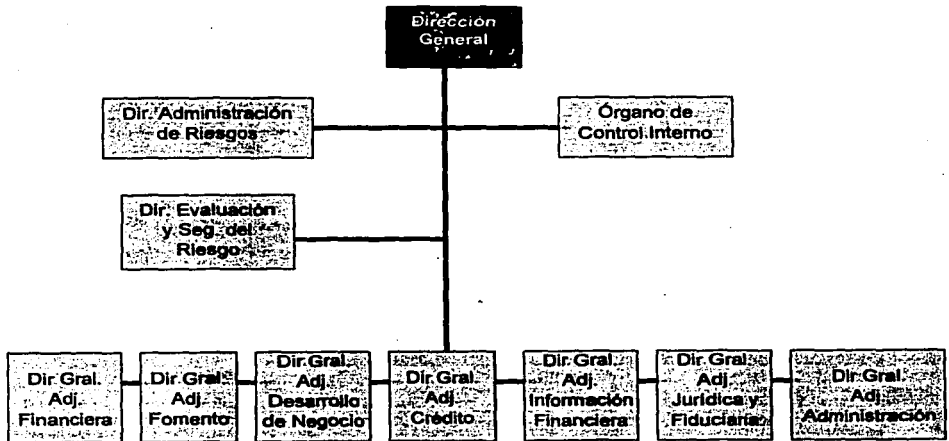 Dirección
General
Dir. Administración
de Riesgos
Órgano de
Control Interno
Dir. Evaluación
y Seg. del
Riesgo
Dir. Gral.
Adj.
Financiera
Dir. Gral.
Adj.
Fomento
Dir. Gral.
Adj.
Desarrollo
de Negocio
Dir. Gral.
Adj.
Crédito
Dir. Gral.
Adj.
Información
Financiera
Dir. Gral.
Adj.
Jurídica y
Fiduciaria
Dir. Gral.
Adj.
Administración